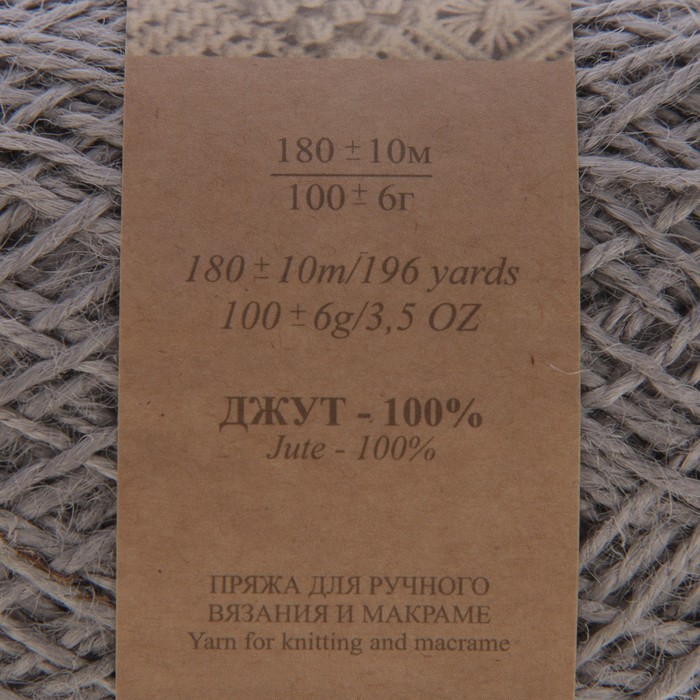 180 ± 10м
100 ± 6г
180 ± 10m/196 yards
100 ± 6g/3,5 OZ
ДЖУТ - 100%
Jute - 100%
ПРЯЖА ДЛЯ РУЧНОГО
ВЯЗАНИЯ И МАКРАМЕ
Yarn for knitting and macrame